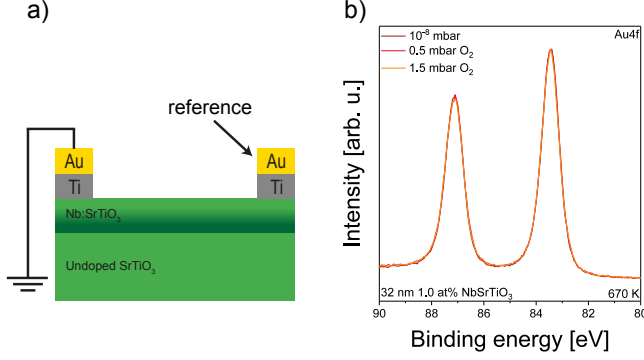 a)
reference
Au
Au
Ti
Ti
Nb:SrTiO₃
Undoped SrTiO₃
b)
10⁻⁸ mbar
0.5 mbar O₂
1.5 mbar O₂
Au4f
Intensity [arb. u.]
32 nm 1.0 at% NbSrTiO₃
670 K
90 88 86 84 82 80
Binding energy [eV]